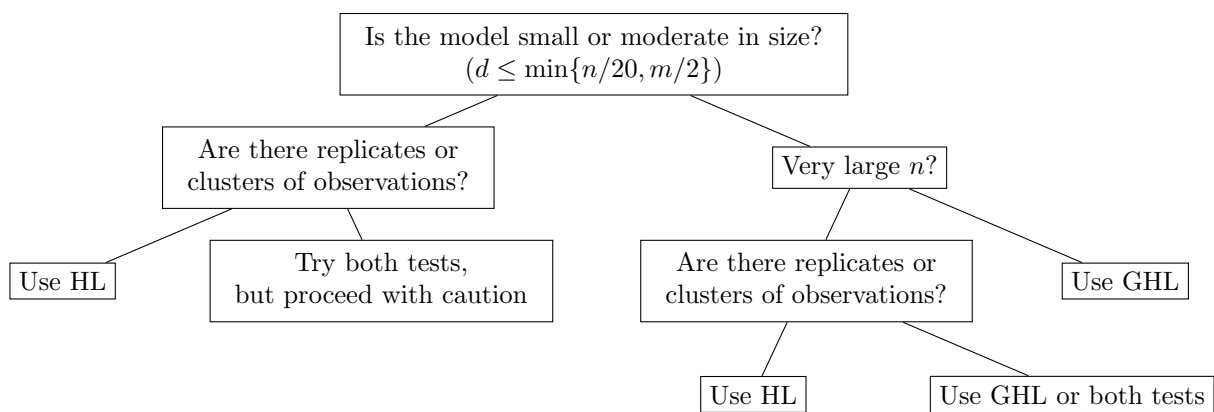 Is the model small or moderate in size?
(d ≤ min{n/20, m/2})
Are there replicates or
clusters of observations?
Very large n?
Use HL
Try both tests,
but proceed with caution
Are there replicates or
clusters of observations?
Use GHL
Use HL
Use GHL or both tests